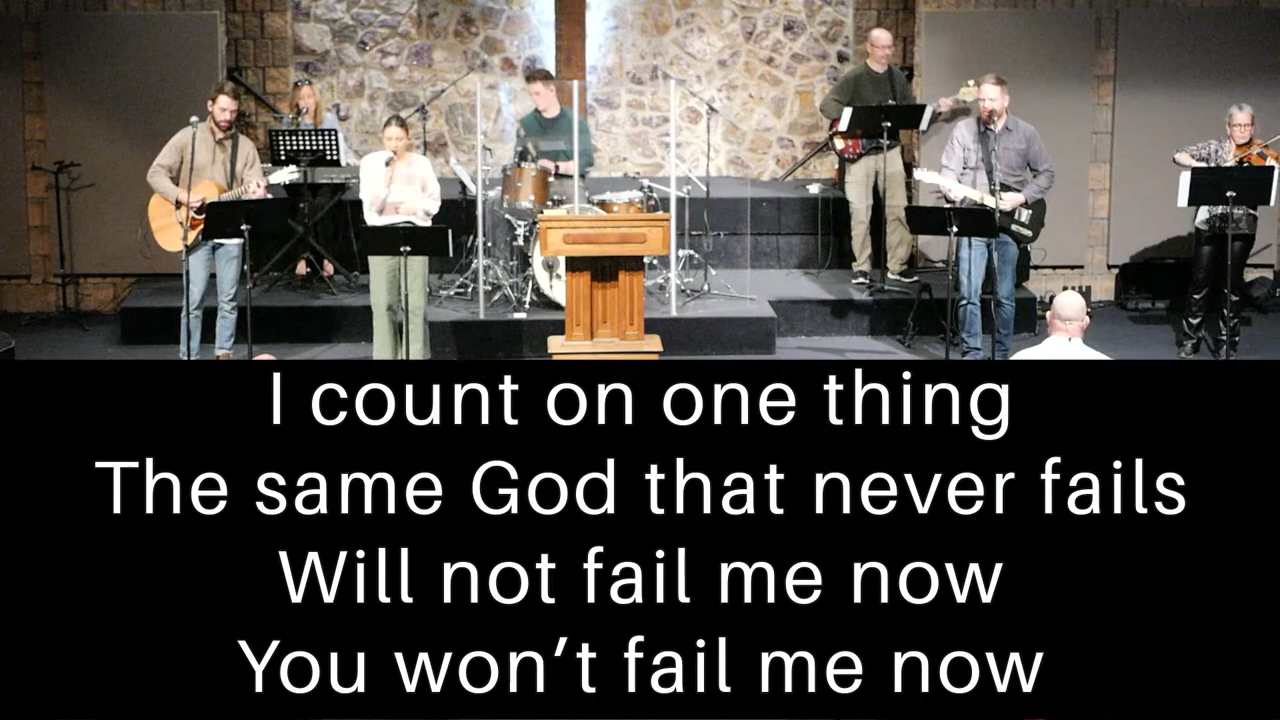 I count on one thing
The same God that never fails
Will not fail me now
You won’t fail me now